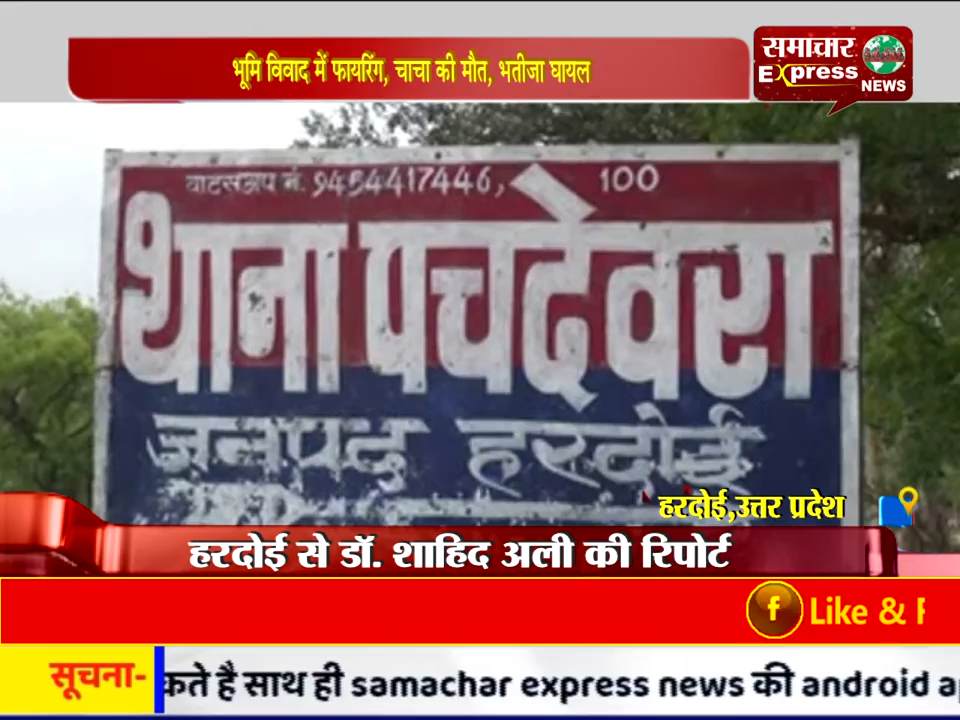 भूमि विवाद में फायरिंग, चाचा की मौत, भतीजा घायल
समाचार
Express
NEWS
वाटसअप नं. 9454417446, 100
थाना पचदेवरा
जनपद हरदोई
हरदोई,उत्तर प्रदेश
हरदोई से डॉ. शाहिद अली की रिपोर्ट
f Like & F
सूचना- कते है साथ ही samachar express news की android a